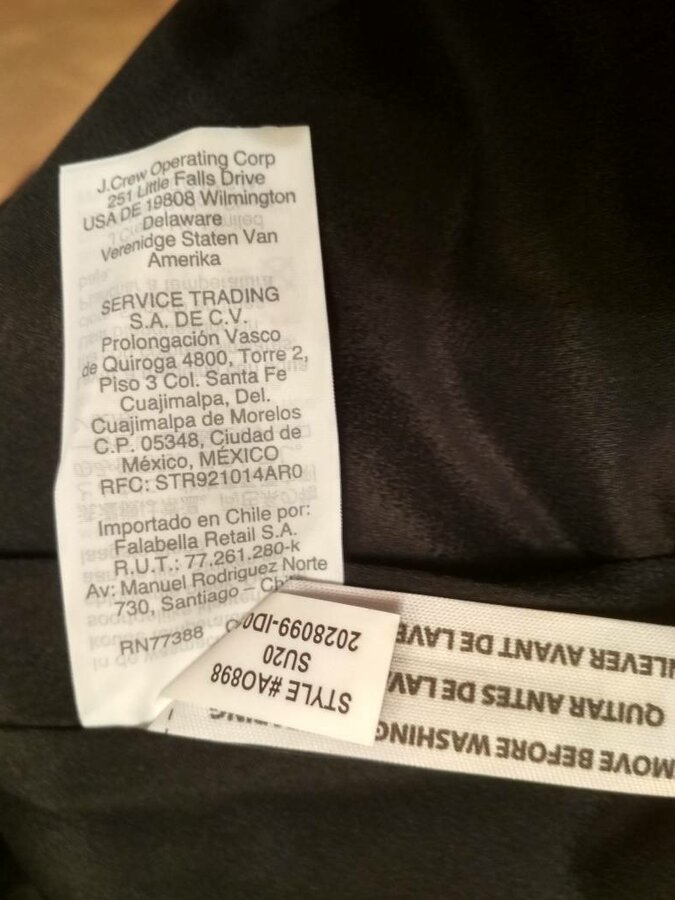 J.Crew Operating Corp
251 Little Falls Drive
USA DE 19808 Wilmington
Delaware
Verenidge Staten Van
Amerika
SERVICE TRADING
S.A. DE C.V.
Prolongación Vasco
de Quiroga 4800, Torre 2,
Piso 3 Col. Santa Fe
Cuajimalpa, Del.
Cuajimalpa de Morelos
C.P. 05348, Ciudad de
México, MÉXICO
RFC: STR921014AR0
Importado en Chile por:
Falabella Retail S.A.
R.U.T.: 77.261.280-k
Av: Manuel Rodriguez Norte
730, Santiago –
RN77388
STYLE #AO898
SU20
2028099-ID
MOVE BEFORE WASHING
QUITAR ANTES DE LAVA
NLEVER AVANT DE LAVE